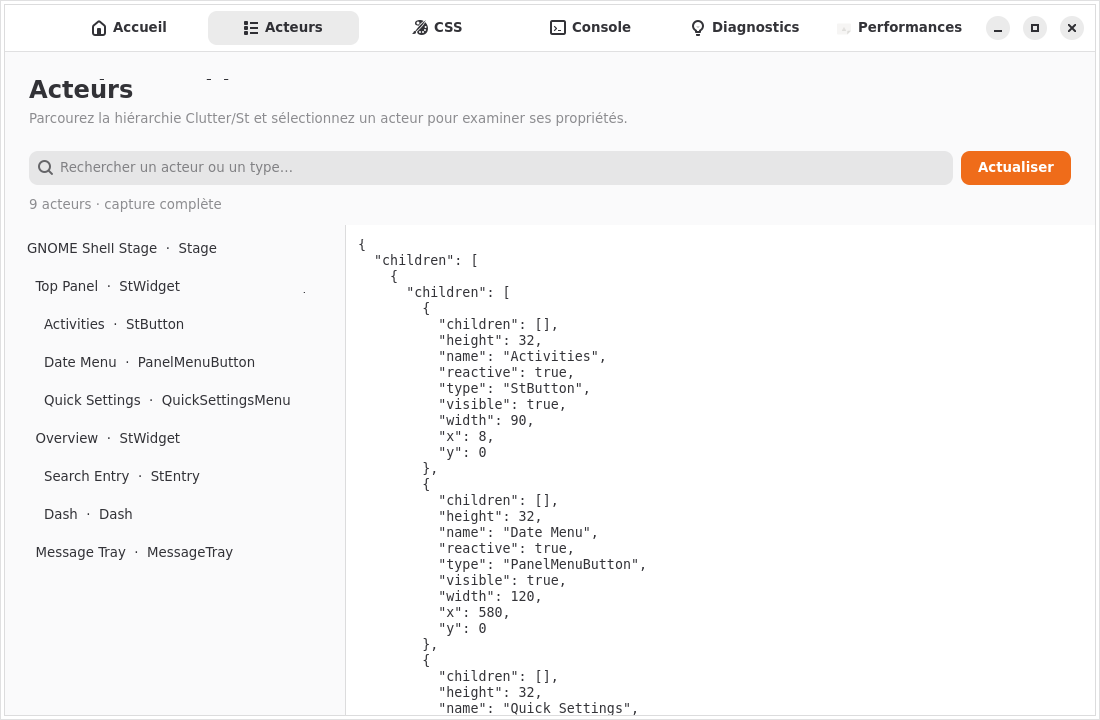 Accueil
Acteurs
CSS
Console
Diagnostics
Performances
Acteurs
Parcourez la hiérarchie Clutter/St et sélectionnez un acteur pour examiner ses propriétés.
Rechercher un acteur ou un type…
Actualiser
9 acteurs · capture complète
GNOME Shell Stage · Stage
Top Panel · StWidget
Activities · StButton
Date Menu · PanelMenuButton
Quick Settings · QuickSettingsMenu
Overview · StWidget
Search Entry · StEntry
Dash · Dash
Message Tray · MessageTray
{
  "children": [
    {
      "children": [
        {
          "children": [],
          "height": 32,
          "name": "Activities",
          "reactive": true,
          "type": "StButton",
          "visible": true,
          "width": 90,
          "x": 8,
          "y": 0
        },
        {
          "children": [],
          "height": 32,
          "name": "Date Menu",
          "reactive": true,
          "type": "PanelMenuButton",
          "visible": true,
          "width": 120,
          "x": 580,
          "y": 0
        },
        {
          "children": [],
          "height": 32,
          "name": "Quick Settings",